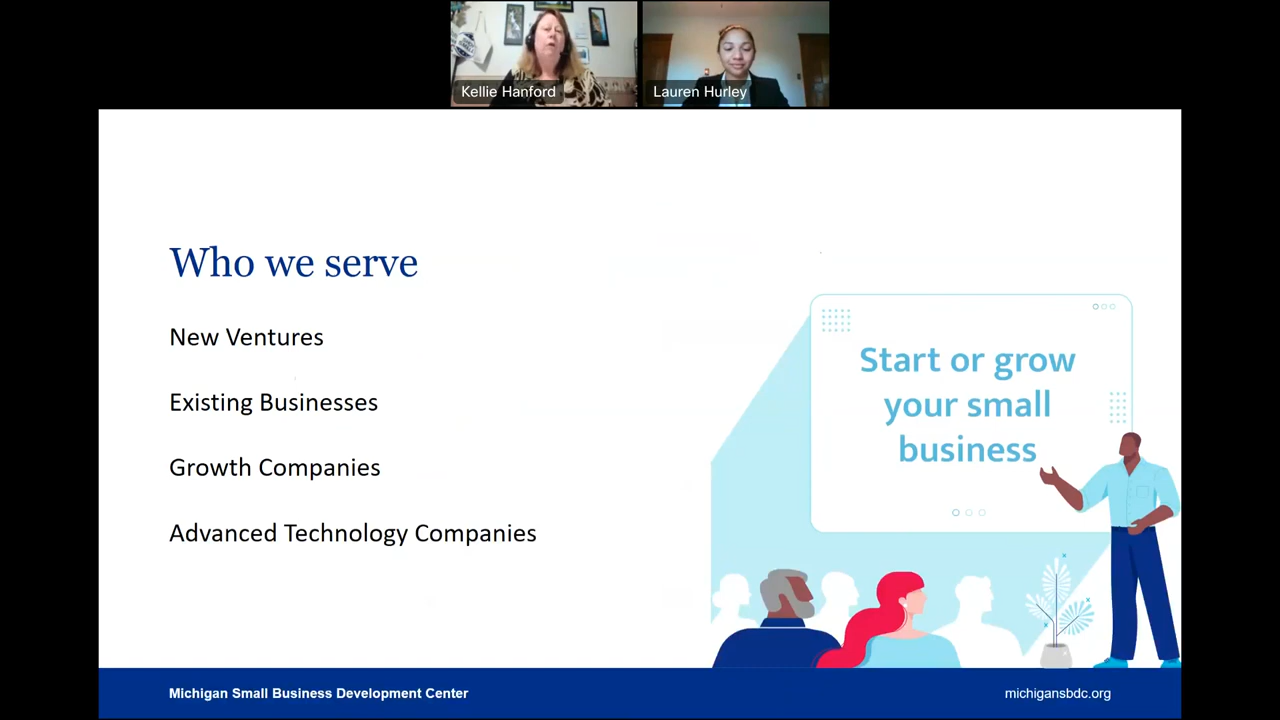 Kellie Hanford
Lauren Hurley
Who we serve
New Ventures
Existing Businesses
Growth Companies
Advanced Technology Companies
Start or grow
your small
business
Michigan Small Business Development Center
michigansbdc.org